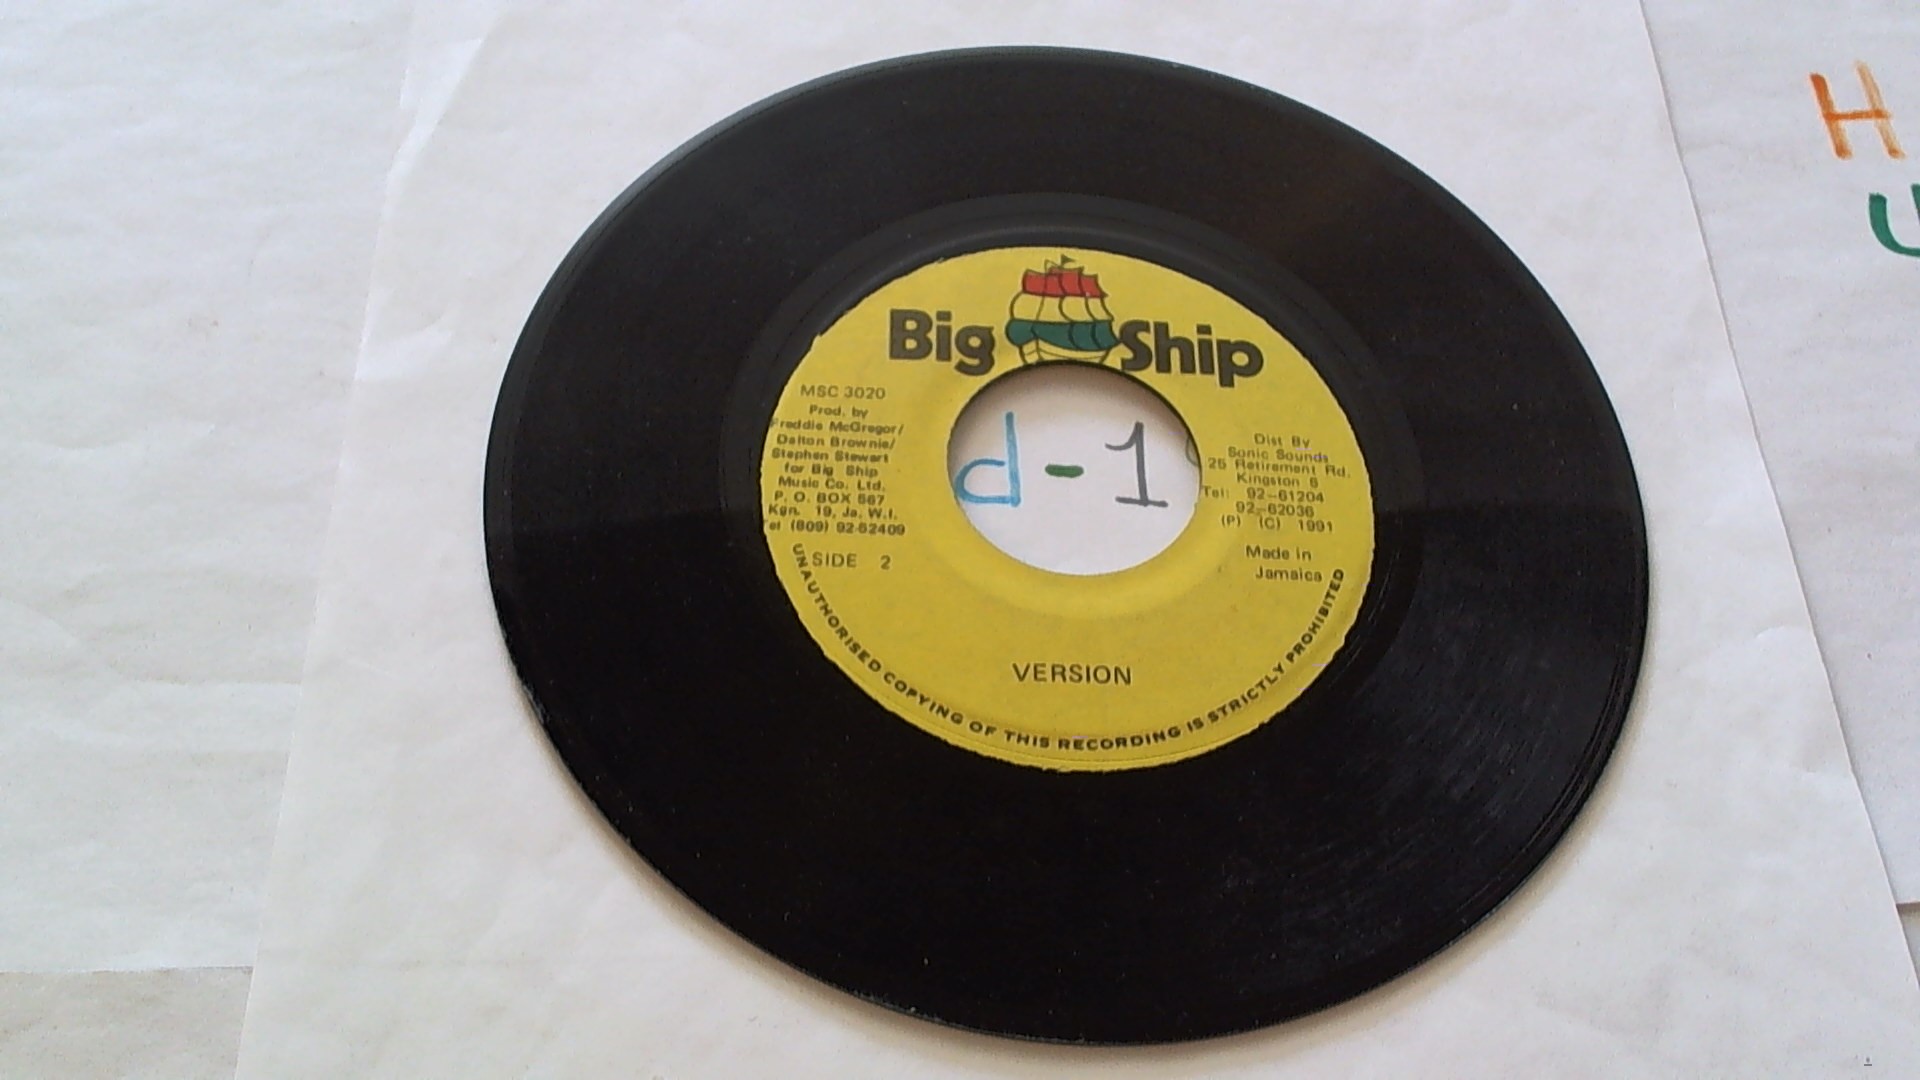 Big Ship
MSC 3020
Prod. by
Freddie McGregor/
Dalton Brownie/
Stephen Stewart
for Big Ship
Music Co. Ltd.
P. O. BOX 567
Kgn. 19, Ja. W.I.
Tel (809) 92-52409
SIDE 2
d-1
Dist By
Sonic Sounds
25 Retirement Rd.
Kingston 5
Tel: 92-61204
92-62036
(P) (C) 1991
Made in
Jamaica
VERSION
UNAUTHORISED COPYING OF THIS RECORDING IS STRICTLY PROHIBITED
H